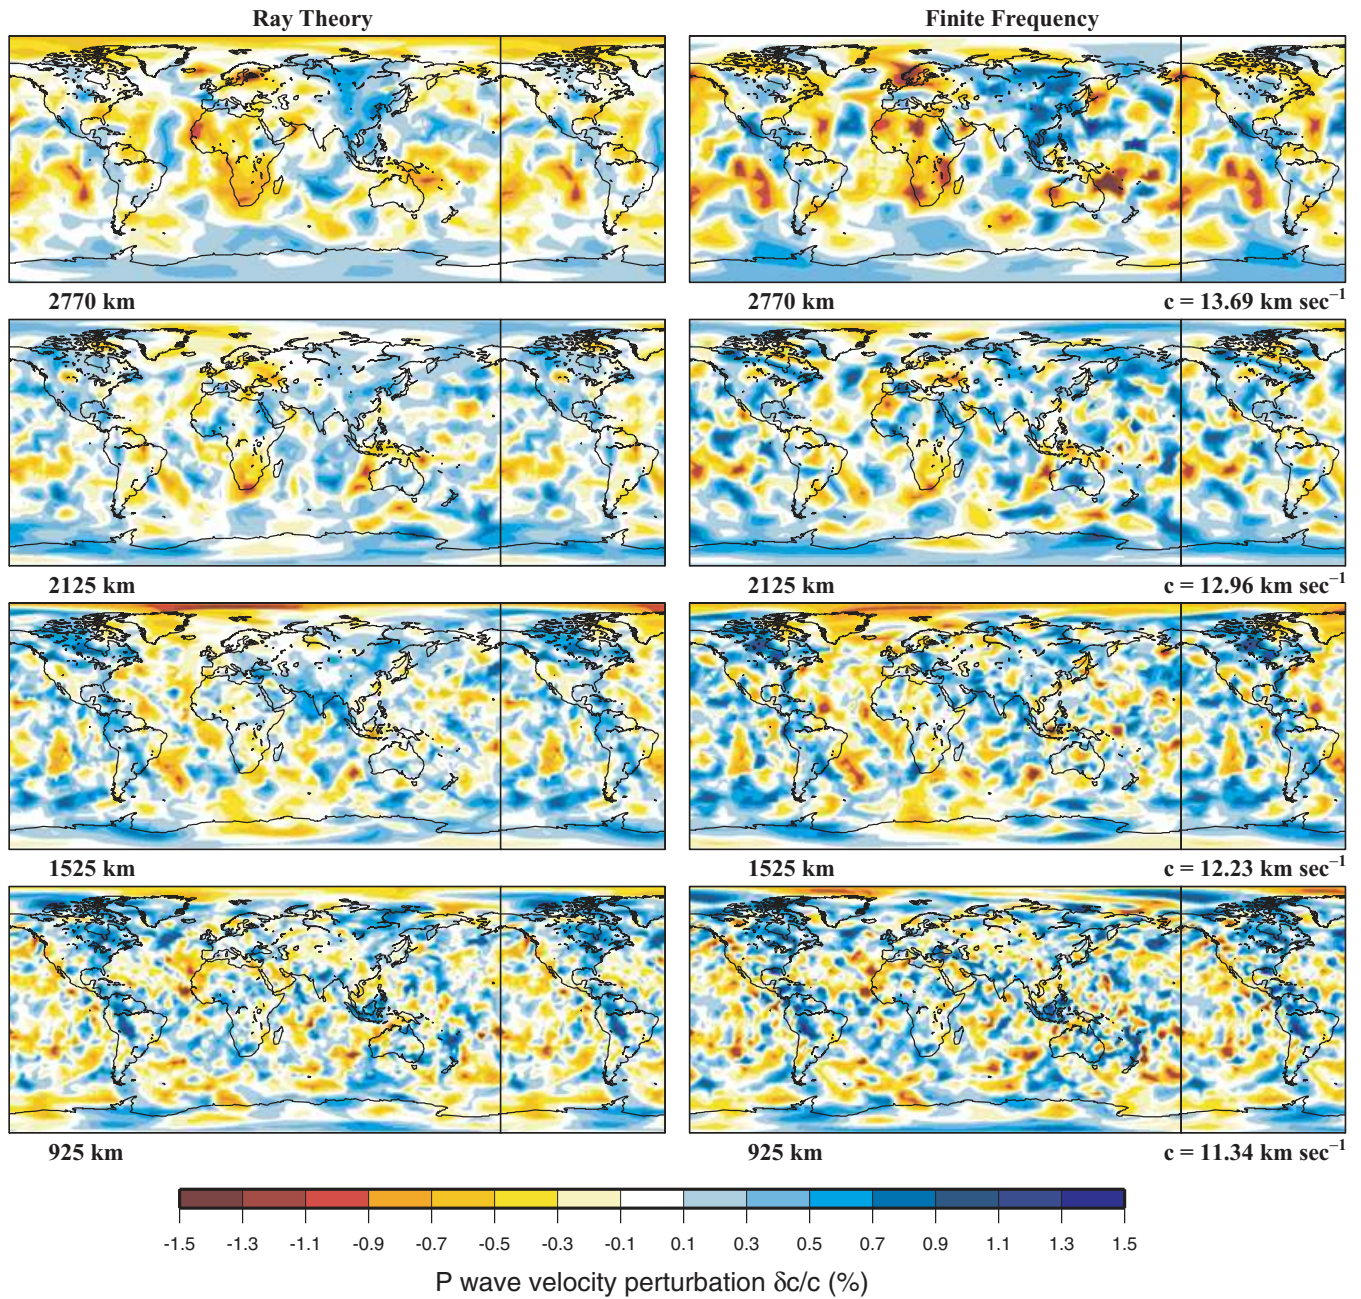 Ray Theory
Finite Frequency
2770 km
2770 km
c = 13.69 km sec⁻¹
2125 km
2125 km
c = 12.96 km sec⁻¹
1525 km
1525 km
c = 12.23 km sec⁻¹
925 km
925 km
c = 11.34 km sec⁻¹
-1.5 -1.3 -1.1 -0.9 -0.7 -0.5 -0.3 -0.1 0.1 0.3 0.5 0.7 0.9 1.1 1.3 1.5
P wave velocity perturbation δc/c (%)